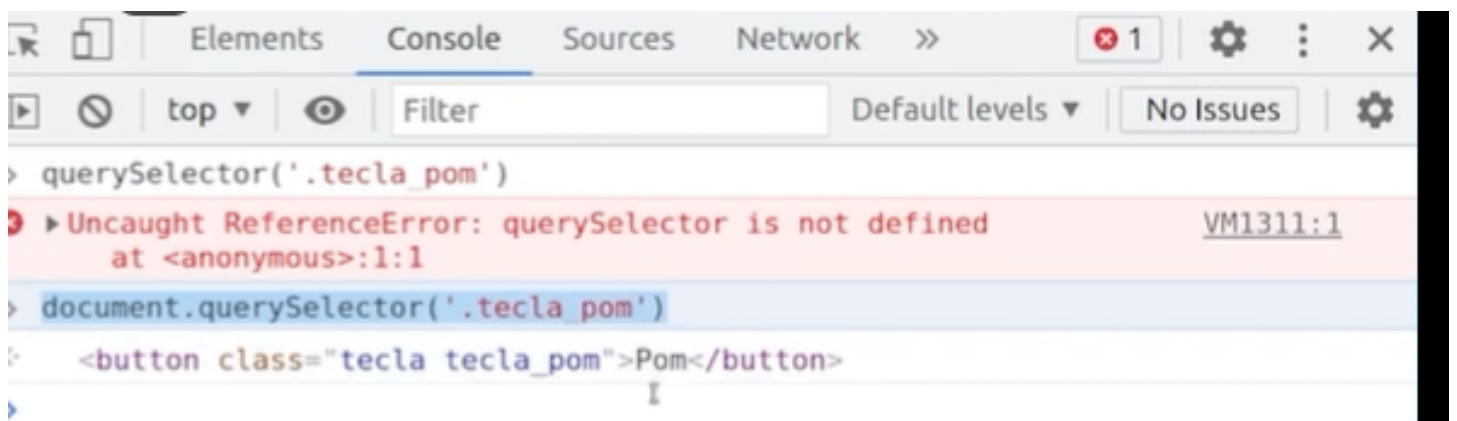 Elements Console Sources Network » 1
top ▼ Filter Default levels ▼ No Issues
querySelector('.tecla_pom')
Uncaught ReferenceError: querySelector is not defined VM1311:1
at <anonymous>:1:1
document.querySelector('.tecla_pom')
<button class="tecla tecla_pom">Pom</button>